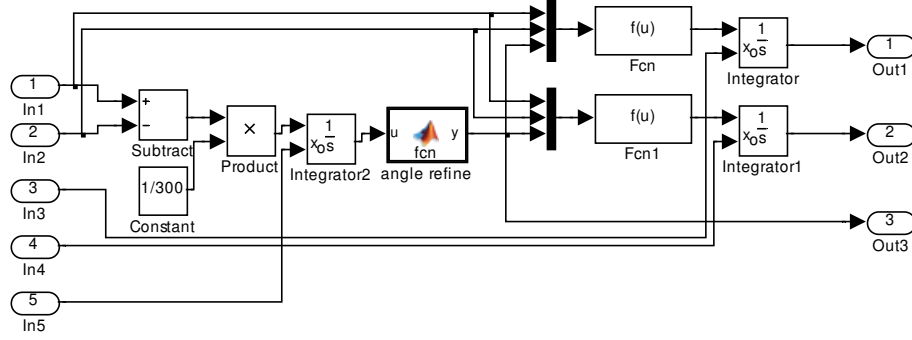 1
In1
2
In2
3
In3
4
In4
5
In5
+
−
Subtract
1/300
Constant
×
Product
1
s
xo
Integrator2
u
fcn
y
angle refine
f(u)
Fcn
f(u)
Fcn1
1
s
xo
Integrator
1
s
xo
Integrator1
1
Out1
2
Out2
3
Out3